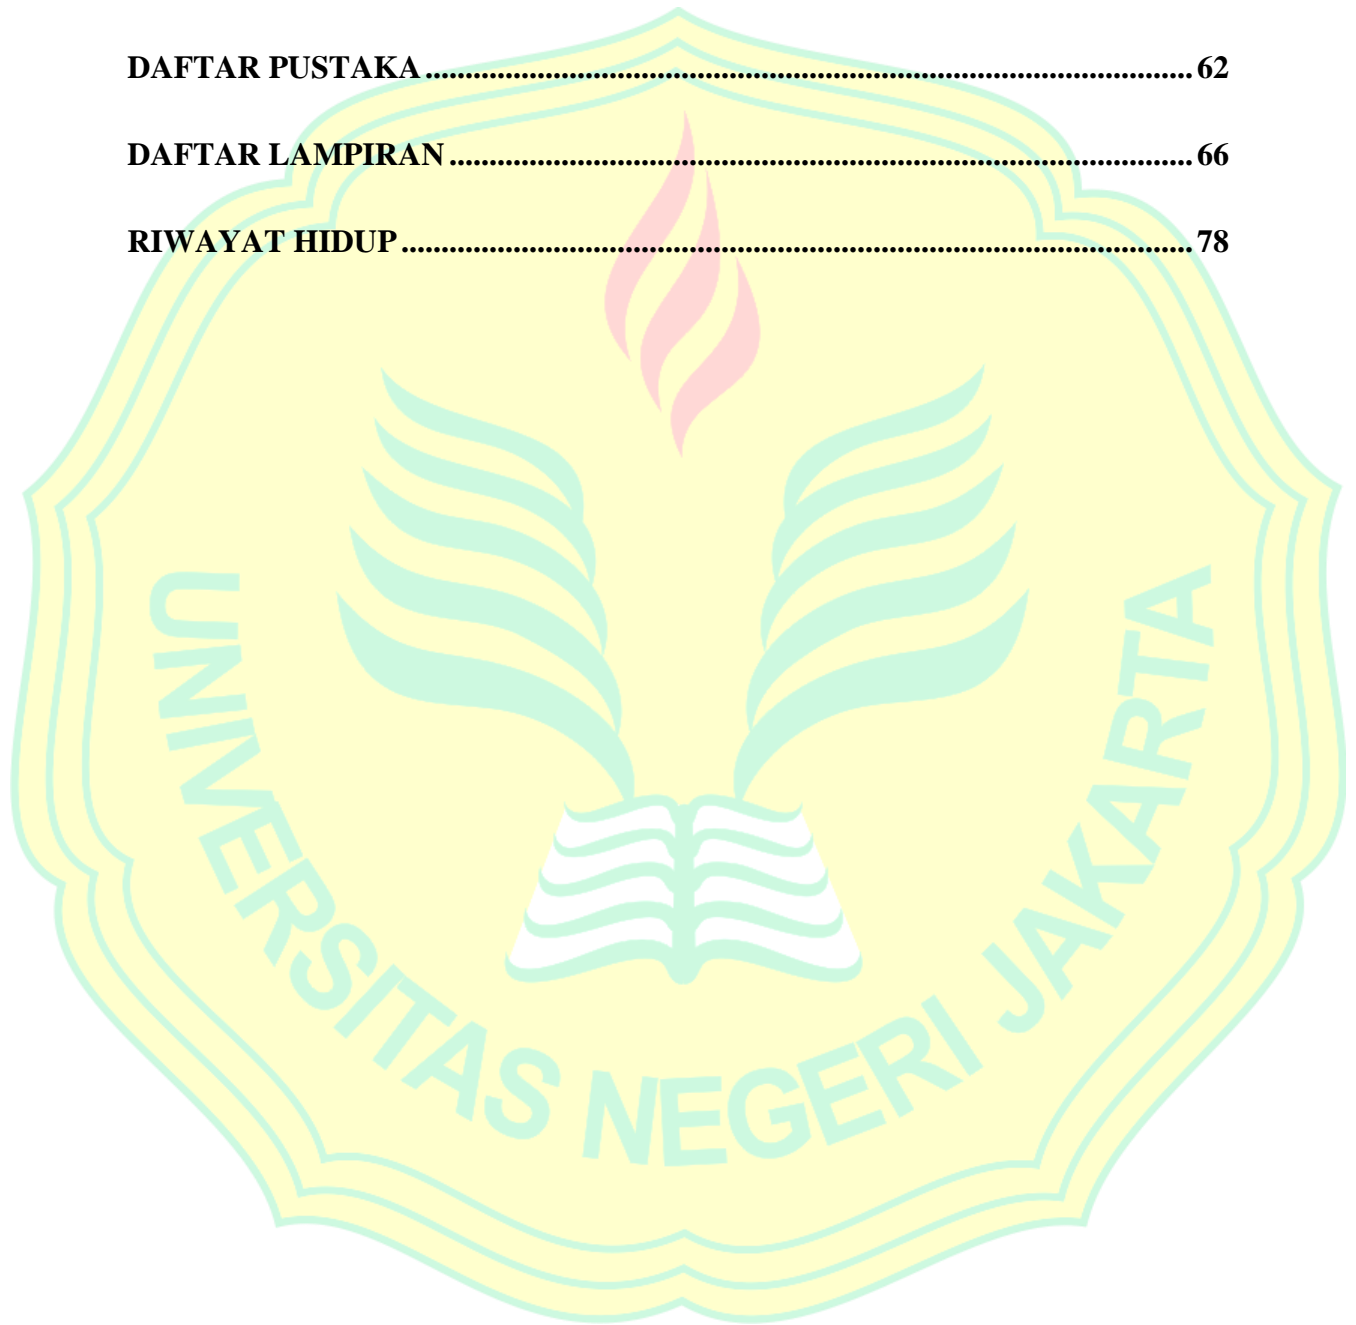 DAFTAR PUSTAKA................................................................................................62
DAFTAR LAMPIRAN.............................................................................................66
RIWAYAT HIDUP...................................................................................................78
UNIVERSITAS NEGERI JAKARTA